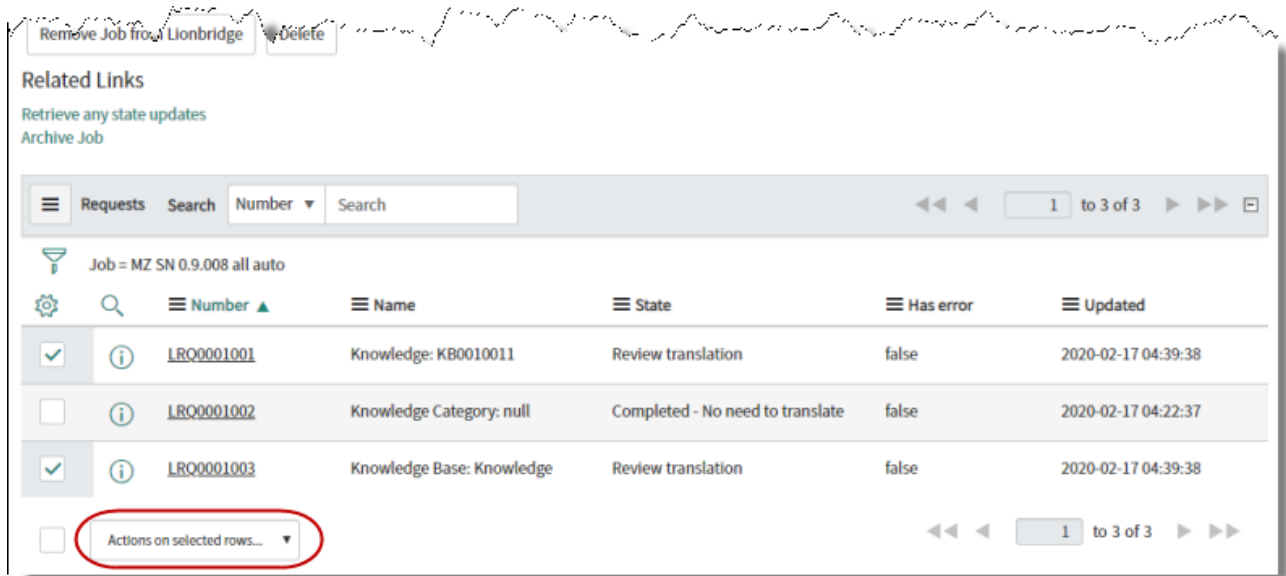 Remove Job from Lionbridge Delete
Related Links
Retrieve any state updates
Archive Job
Requests Search Number Search 1 to 3 of 3
Job = MZ SN 0.9.008 all auto
Number Name State Has error Updated
LRQ0001001 Knowledge: KB0010011 Review translation false 2020-02-17 04:39:38
LRQ0001002 Knowledge Category: null Completed - No need to translate false 2020-02-17 04:22:37
LRQ0001003 Knowledge Base: Knowledge Review translation false 2020-02-17 04:39:38
Actions on selected rows... 1 to 3 of 3